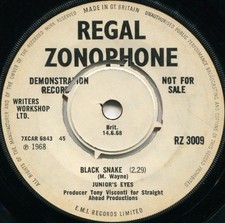 MADE IN GT BRITAIN
REGAL
ZONOPHONE
DEMONSTRATION
RECORD
NOT FOR
SALE
WRITERS
WORKSHOP
LTD.
7XCAR 6843 45
℗ 1968
Brit.
14.6.68
RZ 3009
BLACK SNAKE (2.29)
(M. Wayne)
JUNIOR'S EYES
Producer Tony Visconti for Straight
Ahead Productions
E.M.I. RECORDS LIMITED